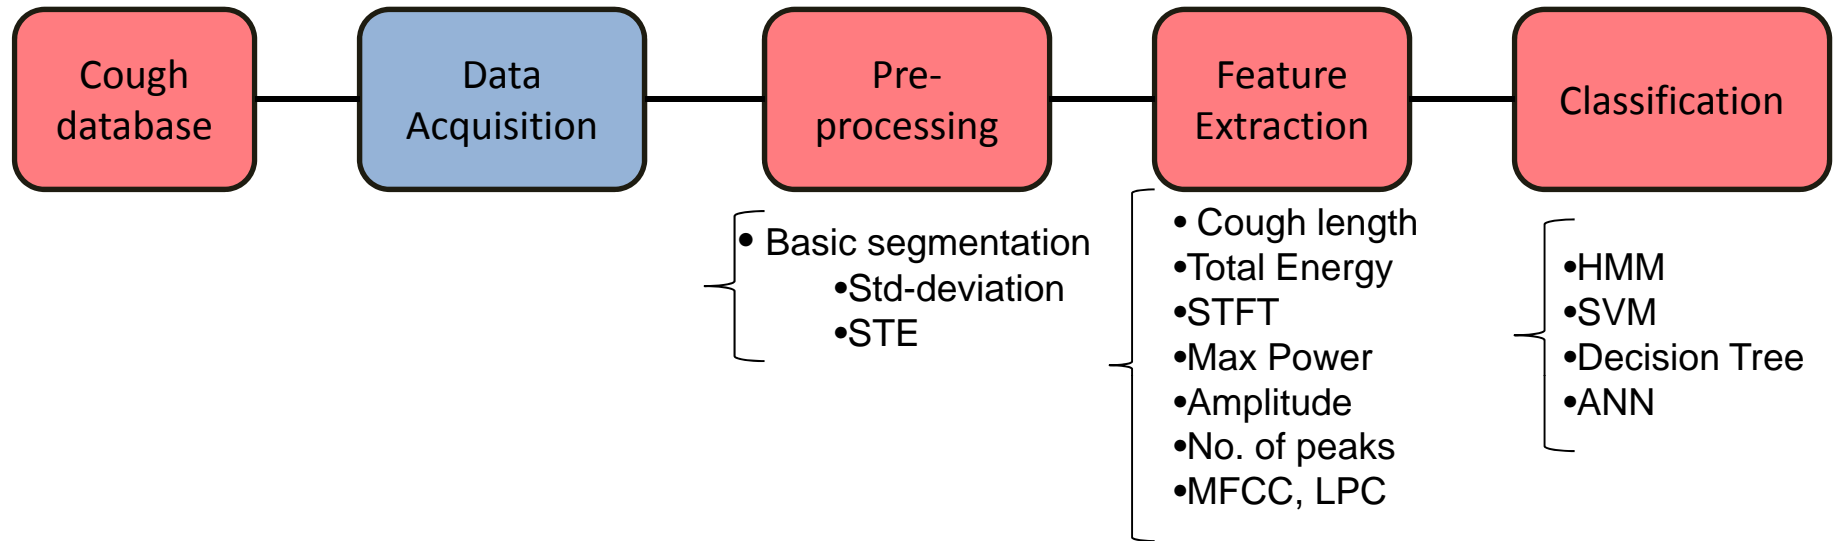 Cough
database
Data
Acquisition
Pre-
processing
Feature
Extraction
Classification
• Basic segmentation
•Std-deviation
•STE
• Cough length
•Total Energy
•STFT
•Max Power
•Amplitude
•No. of peaks
•MFCC, LPC
•HMM
•SVM
•Decision Tree
•ANN